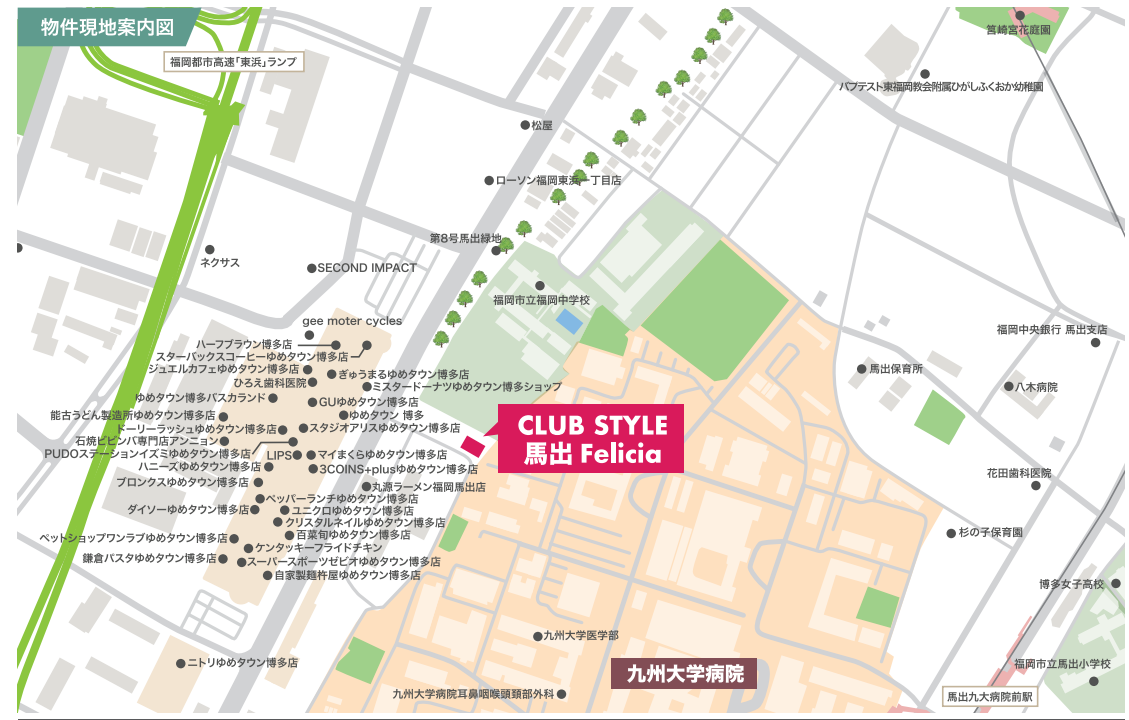 物件現地案内図
筥崎宮花庭園
福岡都市高速「東浜」ランプ
バプテスト東福岡教会附属ひがしふくおか幼稚園
松屋
ローソン福岡東浜一丁目店
第8号馬出緑地
ネクサス
SECOND IMPACT
福岡市立福岡中学校
gee moter cycles
福岡中央銀行 馬出支店
ハーフブラウン博多店
スターバックスコーヒーゆめタウン博多店
ジュエルカフェゆめタウン博多店
ぎゅうまるゆめタウン博多店
馬出保育所
ひろえ歯科医院
ミスタードーナツゆめタウン博多ショップ
八木病院
ゆめタウン博多バスカランド
GUゆめタウン博多店
能古うどん製造所ゆめタウン博多店
ゆめタウン 博多
ドーリーラッシュゆめタウン博多店
スタジオアリスゆめタウン博多店
CLUB STYLE
馬出 Felicia
石焼ビビンバ専門店アンニョン
PUDOステーションイズミゆめタウン博多店
LIPS
マイまくらゆめタウン博多店
ハニーズゆめタウン博多店
3COINS+plusゆめタウン博多店
花田歯科医院
ブロンクスゆめタウン博多店
丸源ラーメン福岡馬出店
ペッパーランチゆめタウン博多店
ダイソーゆめタウン博多店
ユニクロゆめタウン博多店
クリスタルネイルゆめタウン博多店
杉の子保育園
ペットショップワンラブゆめタウン博多店
百菜旬ゆめタウン博多店
ケンタッキーフライドチキン
鎌倉パスタゆめタウン博多店
スーパースポーツゼビオゆめタウン博多店
自家製麺杵屋ゆめタウン博多店
博多女子高校
九州大学医学部
ニトリゆめタウン博多店
福岡市立馬出小学校
九州大学病院
九州大学病院耳鼻咽喉頭頚部外科
馬出九大病院前駅